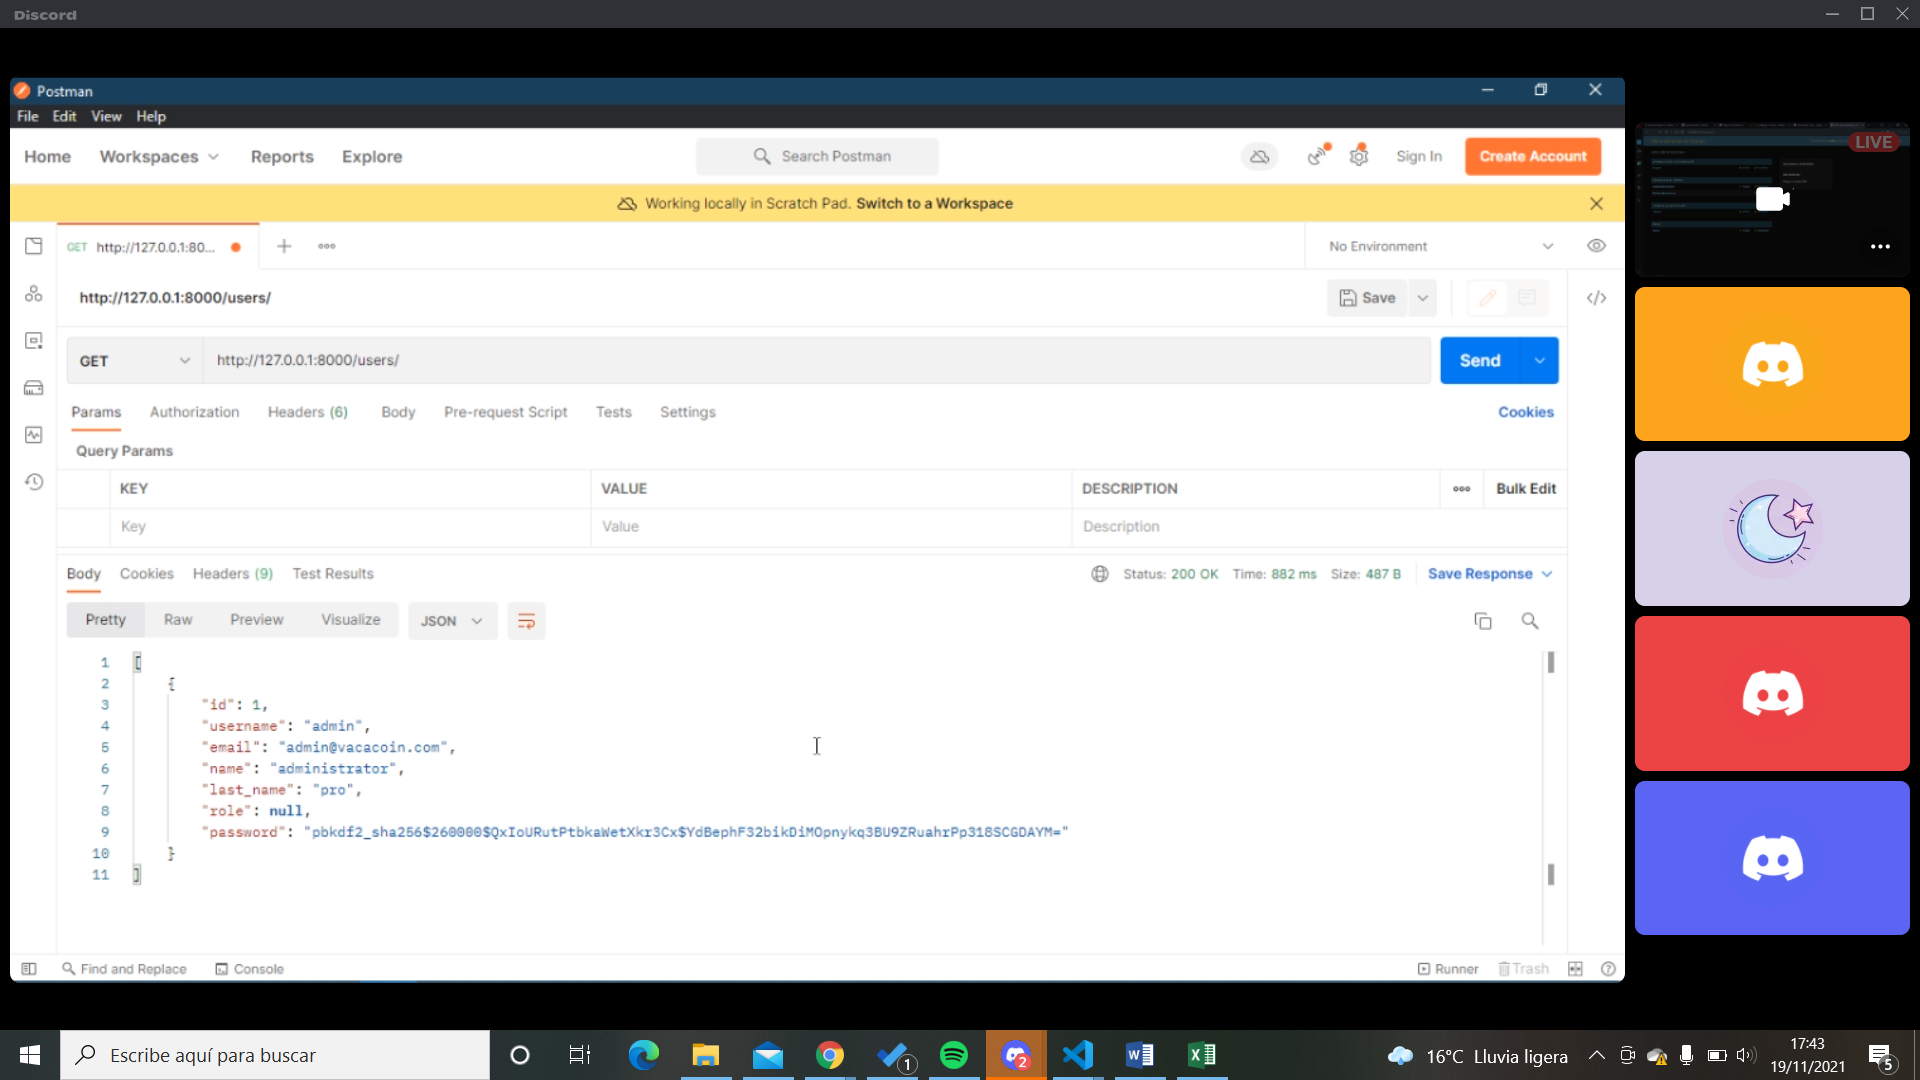 Discord
Postman
File Edit View Help
Home Workspaces Reports Explore
Search Postman
Sign In
Create Account
LIVE
Working locally in Scratch Pad. Switch to a Workspace
GET http://127.0.0.1:80...
No Environment
http://127.0.0.1:8000/users/
Save
GET http://127.0.0.1:8000/users/
Send
Params Authorization Headers (6) Body Pre-request Script Tests Settings
Cookies
Query Params
KEY VALUE DESCRIPTION
Bulk Edit
Key Value Description
Body Cookies Headers (9) Test Results
Status: 200 OK Time: 882 ms Size: 487 B Save Response
Pretty Raw Preview Visualize JSON
1 [
2 {
3 "id": 1,
4 "username": "admin",
5 "email": "admin@vacacoin.com",
6 "name": "administrator",
7 "last_name": "pro",
8 "role": null,
9 "password": "pbkdf2_sha256$260000$QxIoURutPtbkaWetXkr3Cx$YdBephF32bikDiMOpnykq3BU9ZRuahrPp318SCGDAYM="
10 }
11 ]
Find and Replace Console
Runner Trash
Escribe aquí para buscar
1
2
16°C Lluvia ligera
17:43
19/11/2021
5